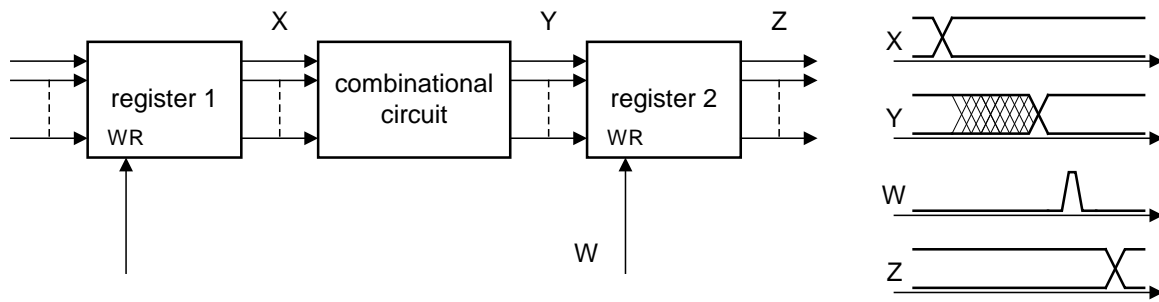 X
Y
Z
register 1
WR
combinational
circuit
register 2
WR
W
X
Y
W
Z